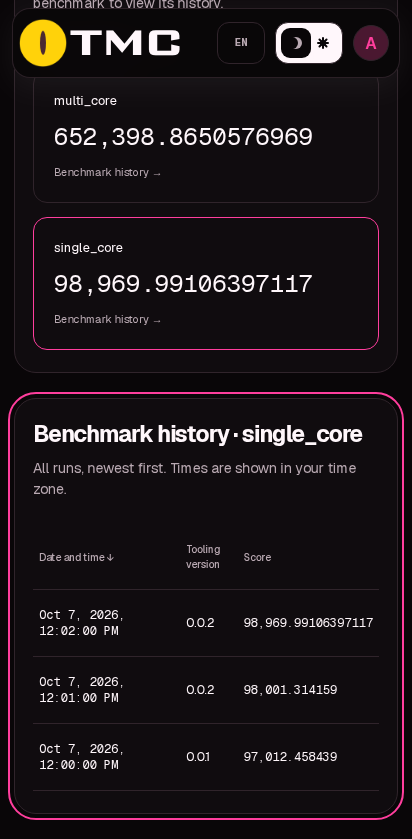 benchmark to view its history.
TMC
EN
A
multi_core
652,398.8650576969
Benchmark history →
single_core
98,969.99106397117
Benchmark history →
Benchmark history · single_core
All runs, newest first. Times are shown in your time
zone.
Date and time ↓ Tooling version Score
Oct 7, 2026, 12:02:00 PM 0.0.2 98,969.99106397117
Oct 7, 2026, 12:01:00 PM 0.0.2 98,001.314159
Oct 7, 2026, 12:00:00 PM 0.0.1 97,012.458439